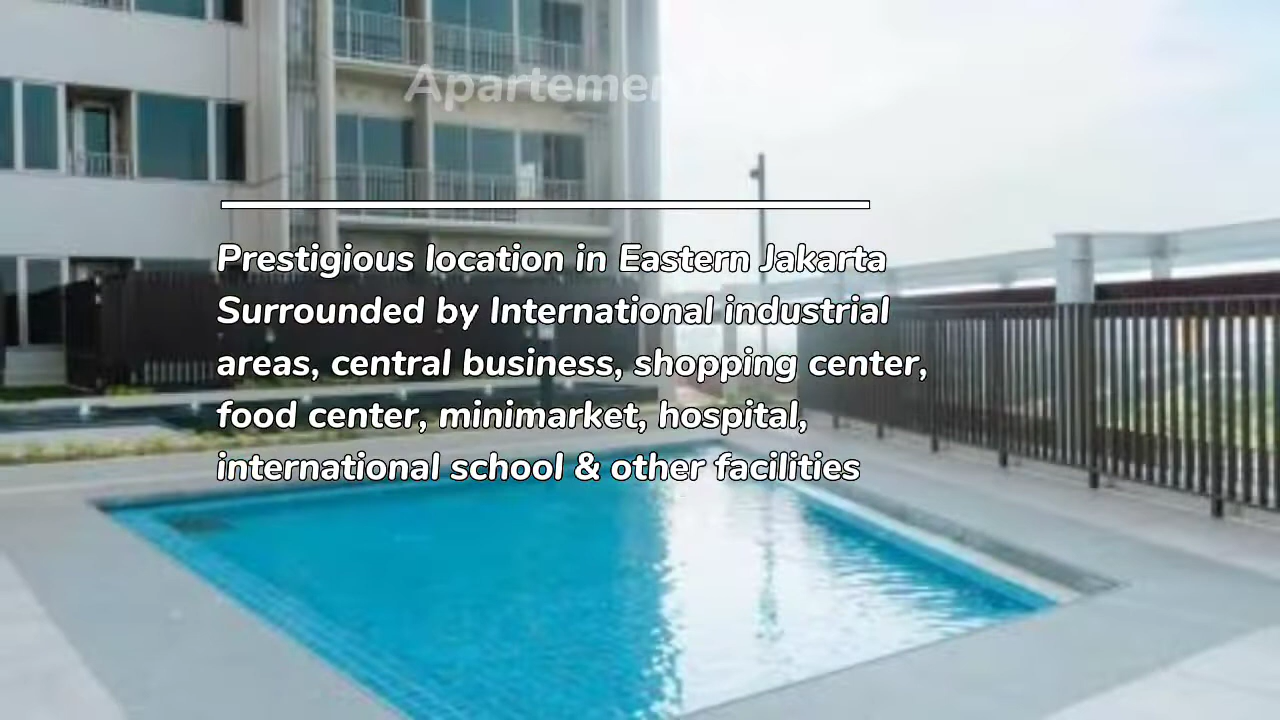 Apartemen
Prestigious location in Eastern Jakarta
Surrounded by International industrial
areas, central business, shopping center,
food center, minimarket, hospital,
international school & other facilities